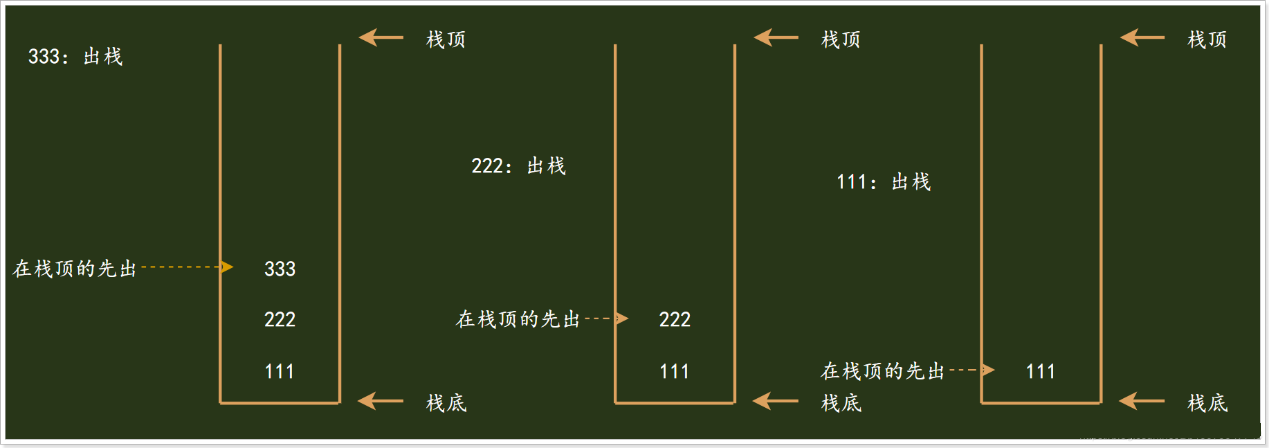 333：出栈
栈顶
在栈顶的先出
333
222
111
栈底
222：出栈
栈顶
在栈顶的先出
222
111
栈底
111：出栈
栈顶
在栈顶的先出
111
栈底